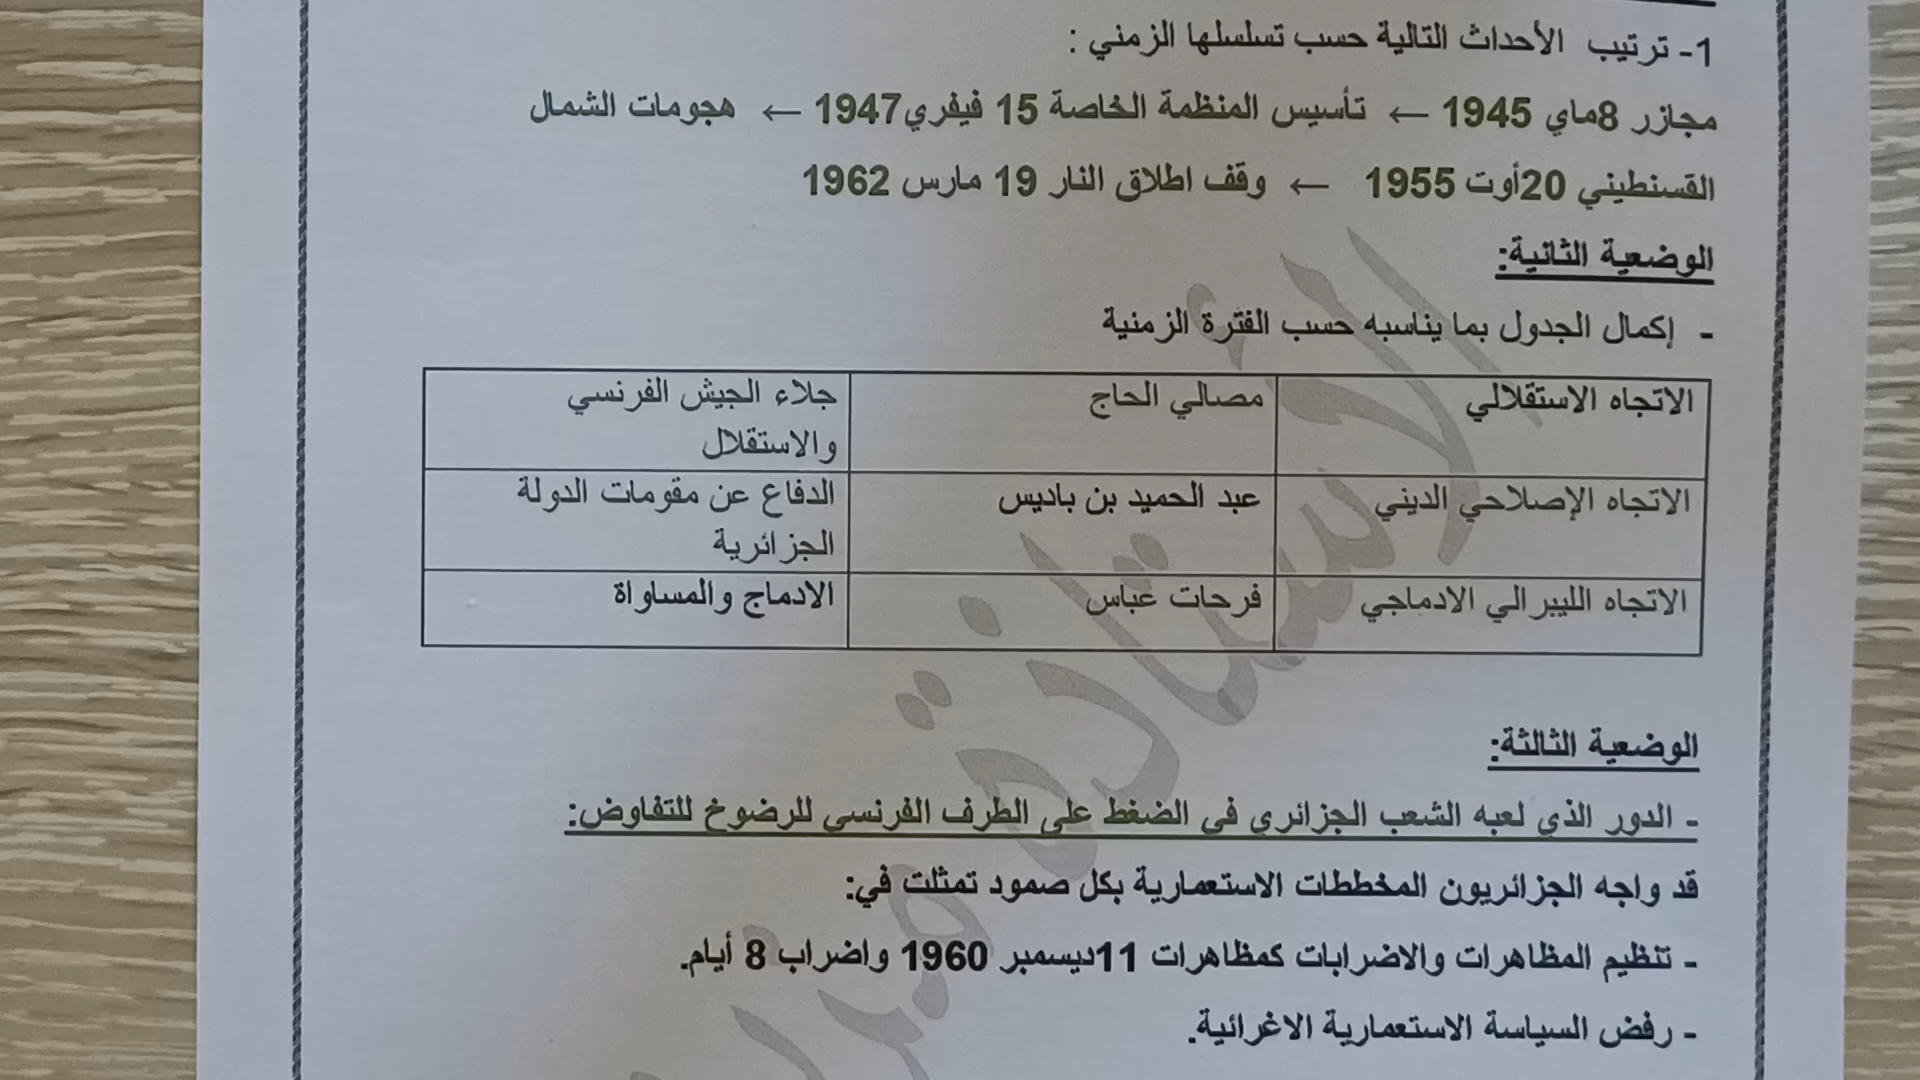 1- ترتيب الأحداث التالية حسب تسلسلها الزمني :
مجازر 8ماي 1945 ← تأسيس المنظمة الخاصة 15 فيفري1947 ← هجومات الشمال
القسنطيني 20أوت 1955 ← وقف اطلاق النار 19 مارس 1962
الوضعية الثانية:
- إكمال الجدول بما يناسبه حسب الفترة الزمنية
الاتجاه الاستقلالي مصالي الحاج جلاء الجيش الفرنسي
والاستقلال
الاتجاه الإصلاحي الديني عبد الحميد بن باديس الدفاع عن مقومات الدولة
الجزائرية
الاتجاه الليبرالي الادماجي فرحات عباس الادماج والمساواة
الوضعية الثالثة:
- الدور الذي لعبه الشعب الجزائري في الضغط على الطرف الفرنسي للرضوخ للتفاوض:
قد واجه الجزائريون المخططات الاستعمارية بكل صمود تمثلت في:
- تنظيم المظاهرات والاضرابات كمظاهرات 11ديسمبر 1960 واضراب 8 أيام.
- رفض السياسة الاستعمارية الاغرائية.
الأستاذة